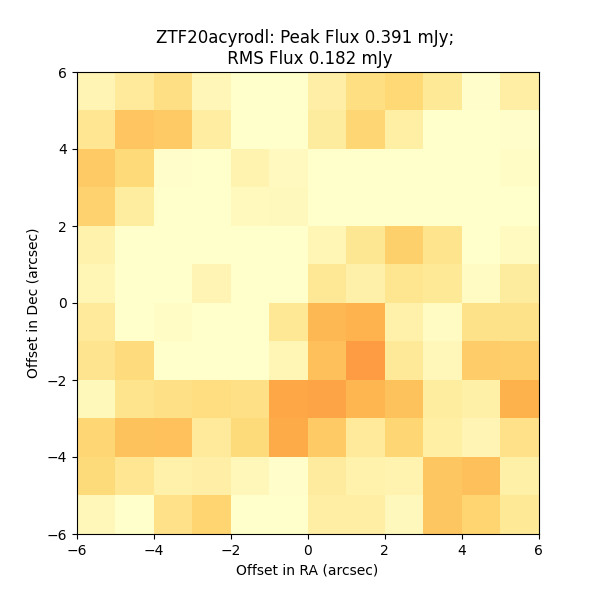 ZTF20acyrodl: Peak Flux 0.391 mJy;
RMS Flux 0.182 mJy
6
4
2
0
−2
−4
−6
Offset in Dec (arcsec)
−6 −4 −2 0 2 4 6
Offset in RA (arcsec)